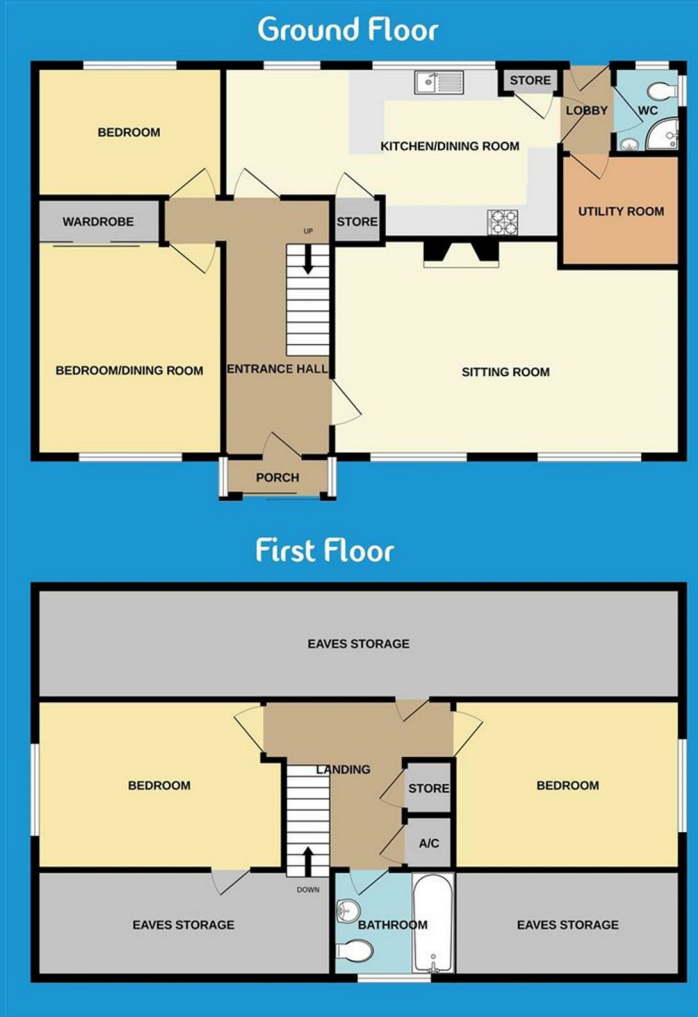 Ground Floor
BEDROOM
STORE
LOBBY
WC
KITCHEN/DINING ROOM
WARDROBE
UP
STORE
UTILITY ROOM
BEDROOM/DINING ROOM
ENTRANCE HALL
SITTING ROOM
PORCH
First Floor
EAVES STORAGE
BEDROOM
LANDING
STORE
BEDROOM
A/C
DOWN
EAVES STORAGE
BATHROOM
EAVES STORAGE